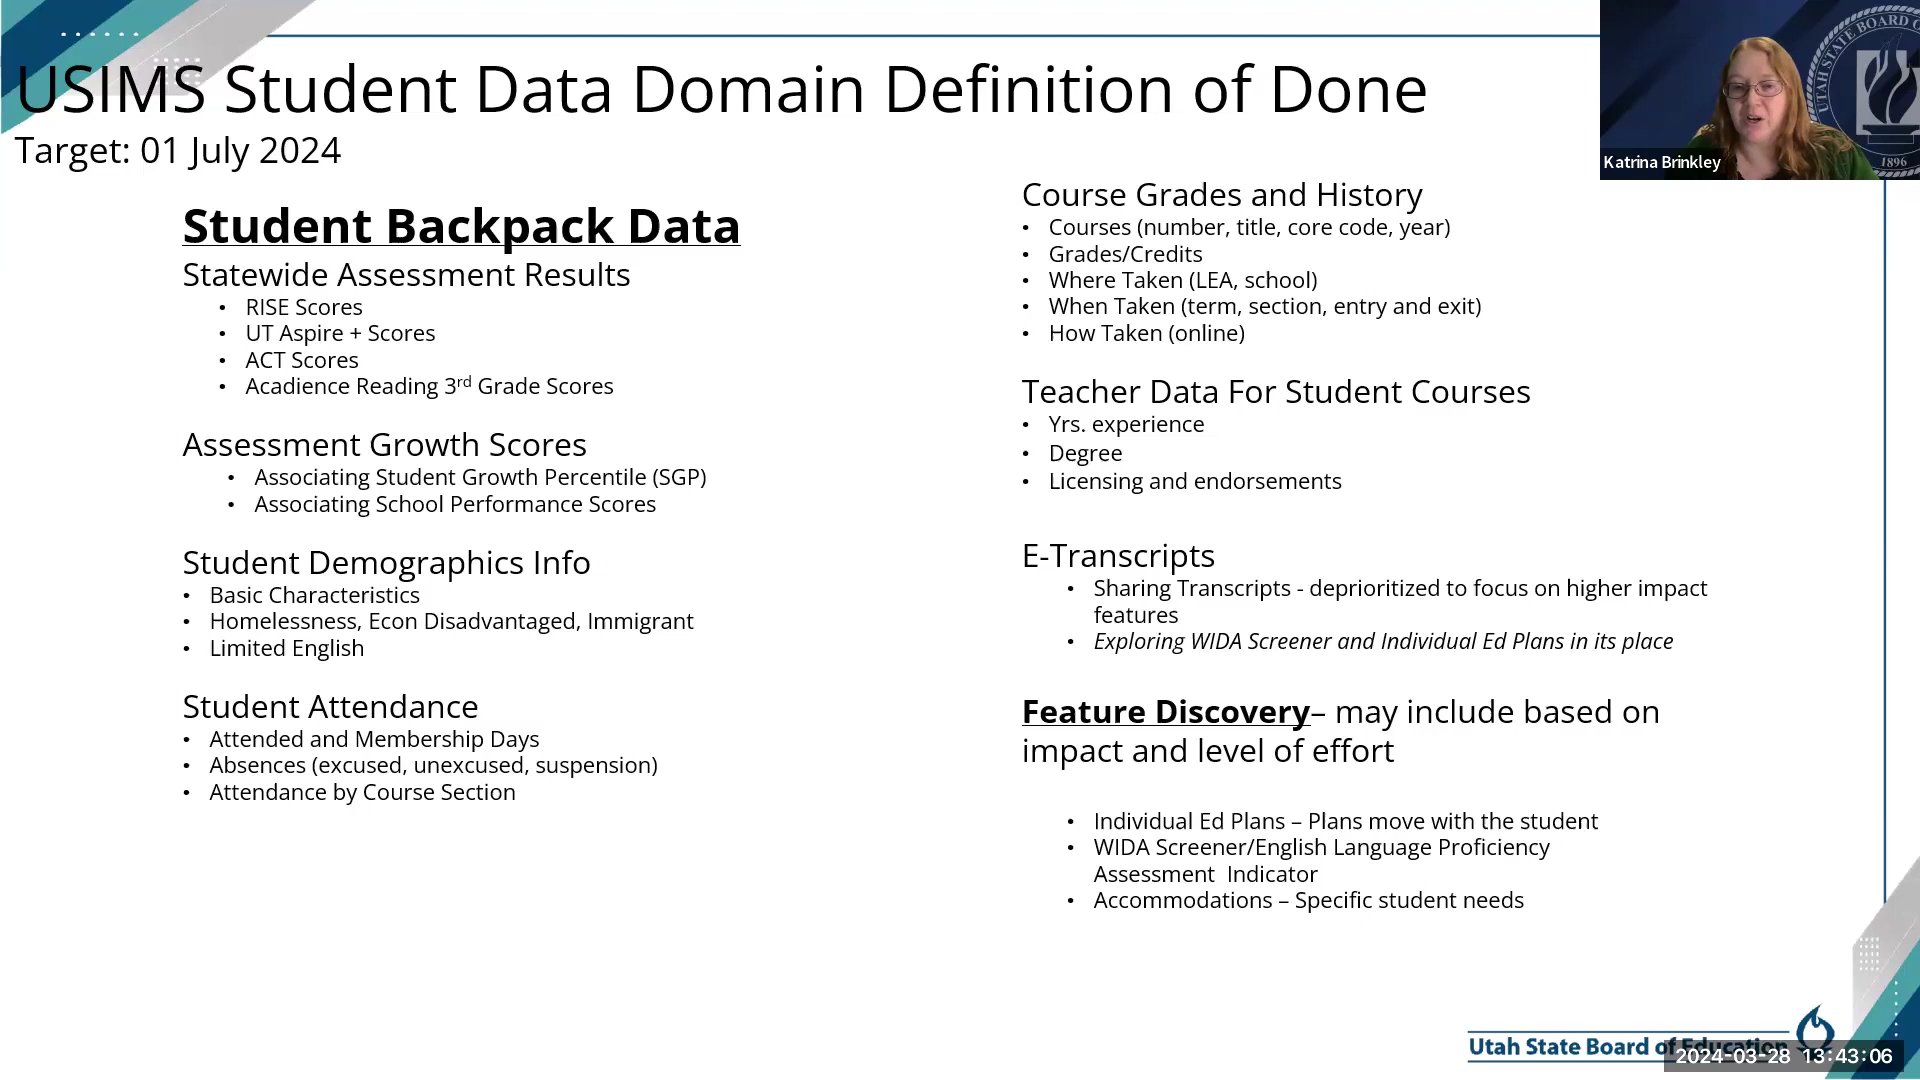 USIMS Student Data Domain Definition of Done
Target: 01 July 2024
Student Backpack Data
Statewide Assessment Results
• RISE Scores
• UT Aspire + Scores
• ACT Scores
• Acadience Reading 3rd Grade Scores
Assessment Growth Scores
• Associating Student Growth Percentile (SGP)
• Associating School Performance Scores
Student Demographics Info
• Basic Characteristics
• Homelessness, Econ Disadvantaged, Immigrant
• Limited English
Student Attendance
• Attended and Membership Days
• Absences (excused, unexcused, suspension)
• Attendance by Course Section
Course Grades and History
• Courses (number, title, core code, year)
• Grades/Credits
• Where Taken (LEA, school)
• When Taken (term, section, entry and exit)
• How Taken (online)
Teacher Data For Student Courses
• Yrs. experience
• Degree
• Licensing and endorsements
E-Transcripts
• Sharing Transcripts - deprioritized to focus on higher impact
features
• Exploring WIDA Screener and Individual Ed Plans in its place
Feature Discovery– may include based on
impact and level of effort
• Individual Ed Plans – Plans move with the student
• WIDA Screener/English Language Proficiency
Assessment  Indicator
• Accommodations – Specific student needs
UTAH STATE BOARD
1896
Katrina Brinkley
Utah State Board of Education
2024-03-28 13:43:06